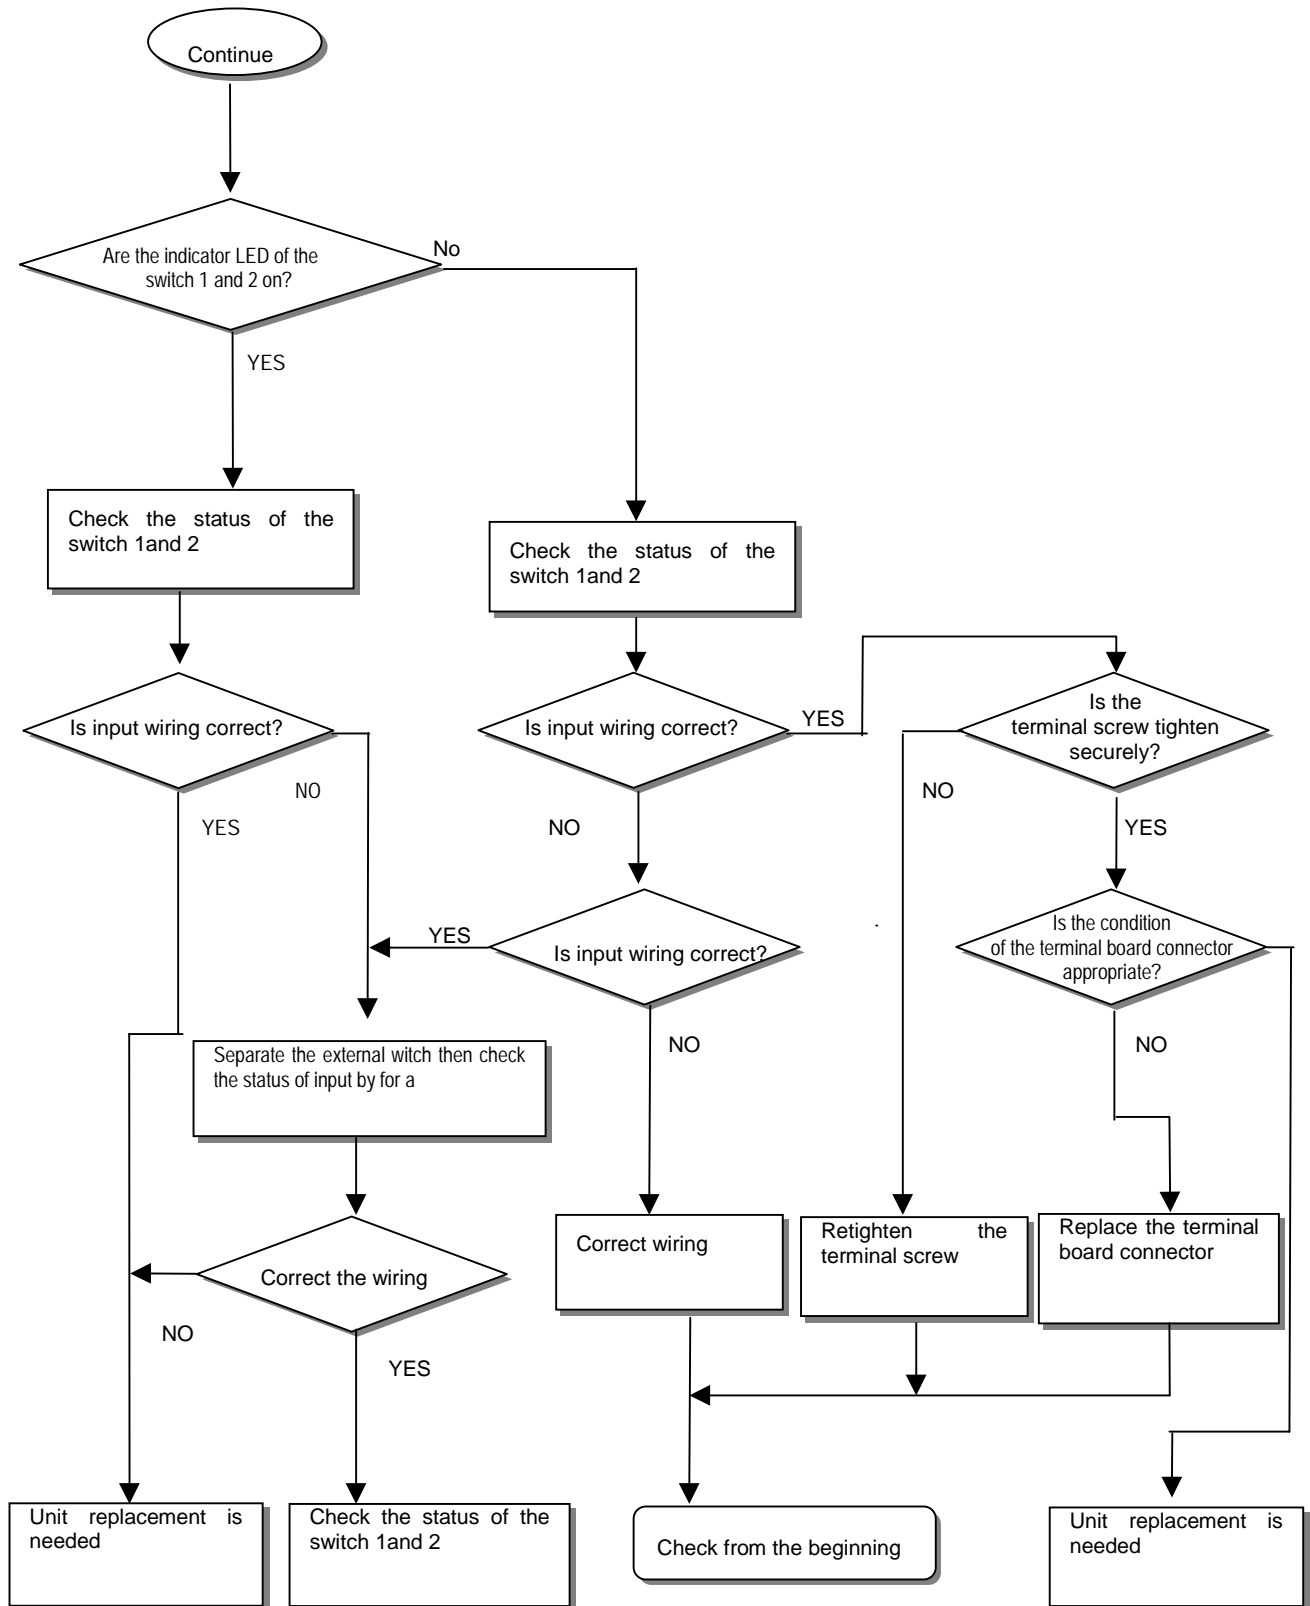 Continue
Are the indicator LED of the
switch 1 and 2 on?
No
YES
Check the status of the
switch 1and 2
Check the status of the
switch 1and 2
Is input wiring correct?
NO
YES
Is input wiring correct?
YES
NO
Is the
terminal screw tighten
securely?
NO
YES
Is input wiring correct?
YES
NO
Is the condition
of the terminal board connector
appropriate?
NO
Separate the external witch then check
the status of input by for a
Correct the wiring
NO
YES
Correct wiring
Retighten the
terminal screw
Replace the terminal
board connector
Unit replacement is
needed
Check the status of the
switch 1and 2
Check from the beginning
Unit replacement is
needed